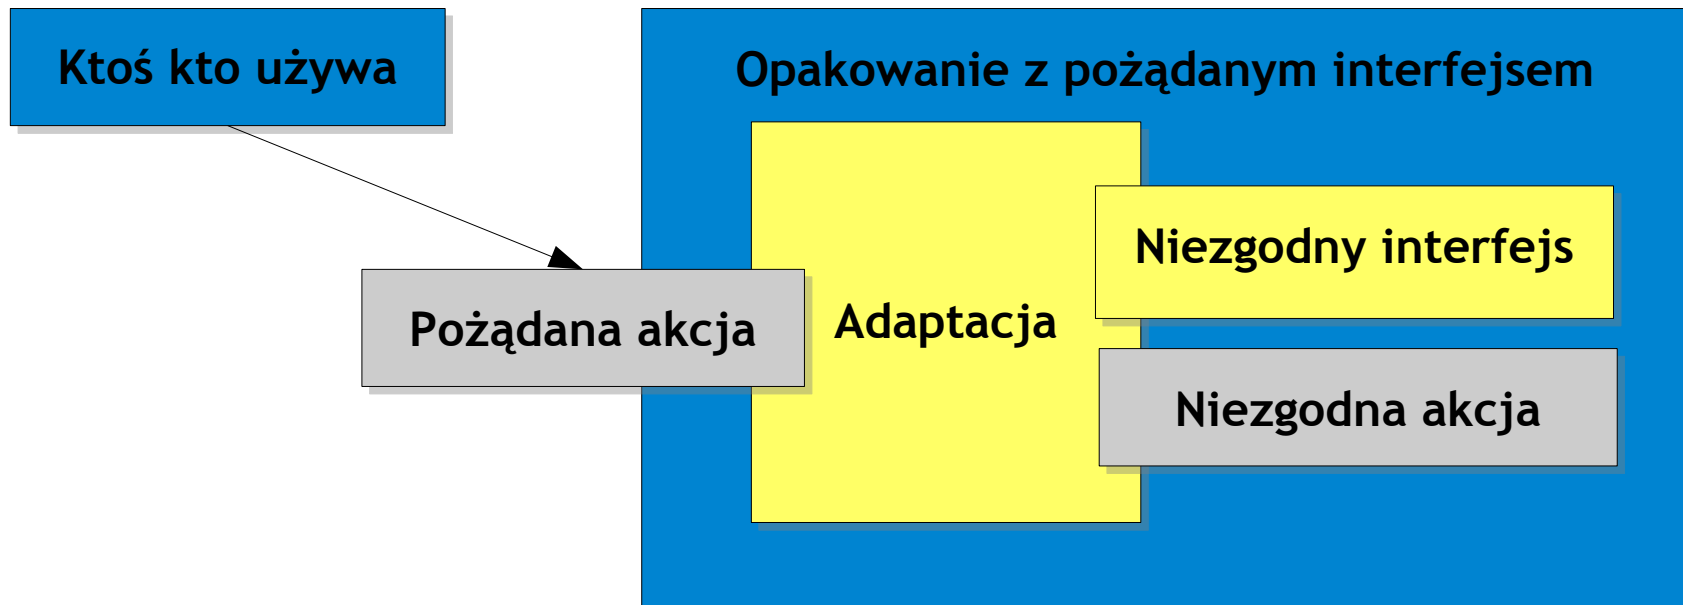 Ktoś kto używa
Opakowanie z pożądanym interfejsem
Niezgodny interfejs
Pożądana akcja
Adaptacja
Niezgodna akcja